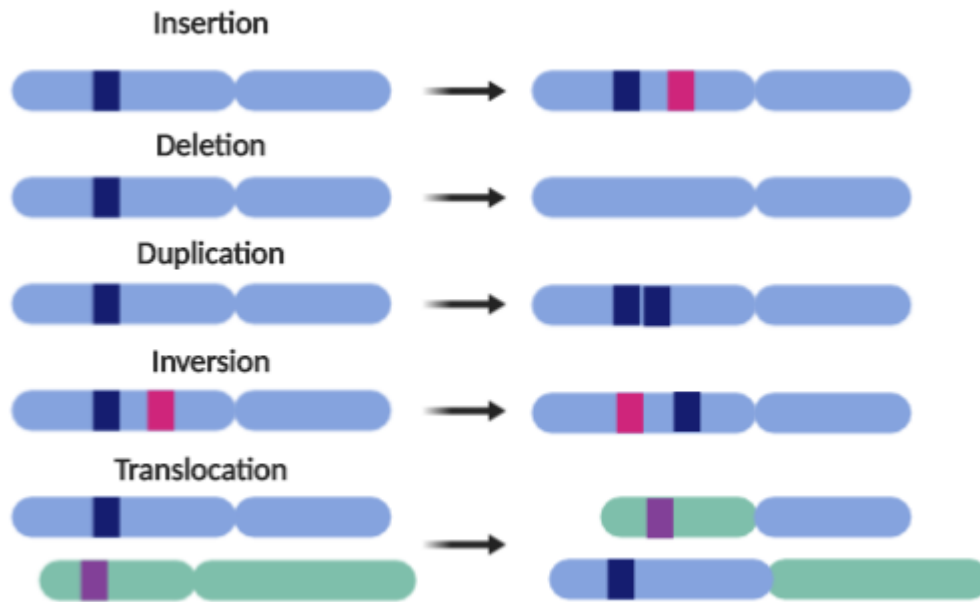 Insertion
Deletion
Duplication
Inversion
Translocation